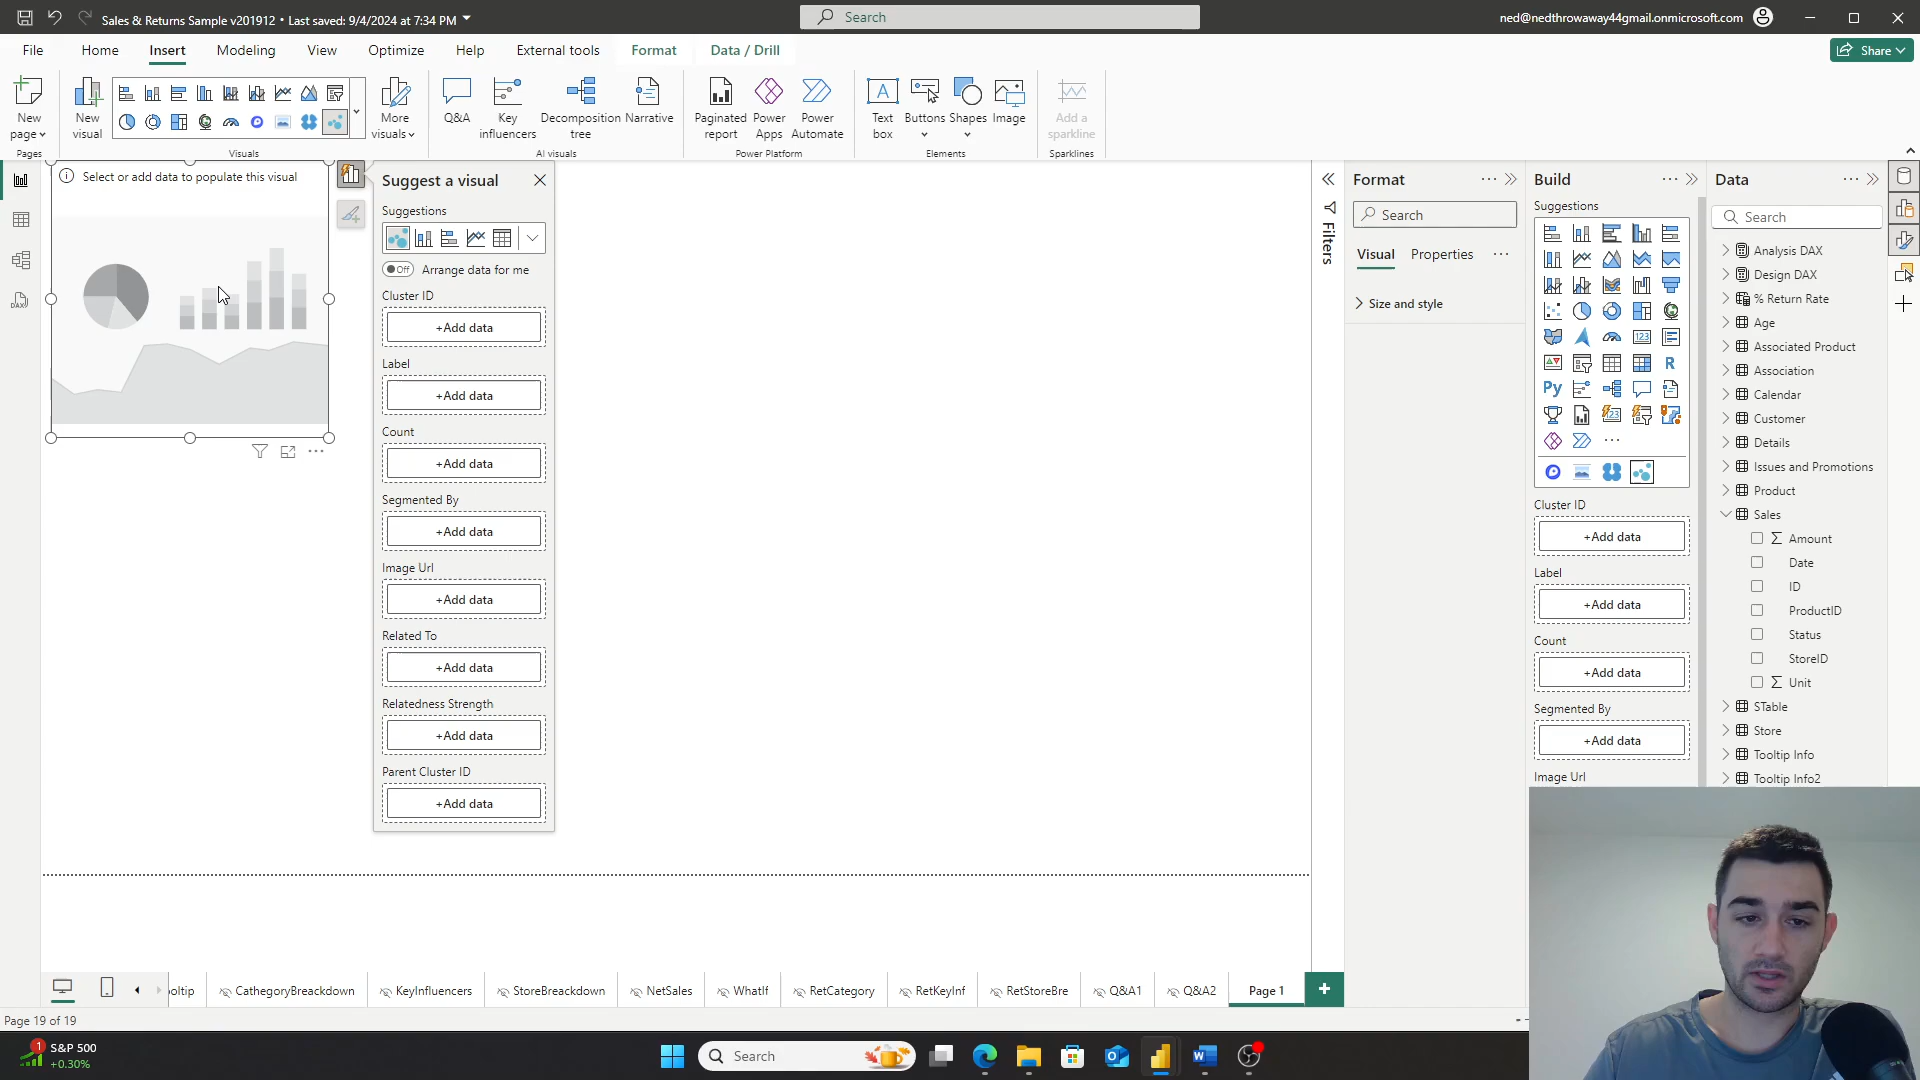 Sales & Returns Sample v201912 • Last saved: 9/4/2024 at 7:34 PM
Search
ned@nedthrowaway44gmail.onmicrosoft.com
File
Home
Insert
Modeling
View
Optimize
Help
External tools
Format
Data / Drill
Share
New page
New visual
More visuals
Q&A
Key influencers
Decomposition tree
Narrative
Paginated report
Power Apps
Power Automate
Text box
Buttons
Shapes
Image
Add a sparkline
Pages
Visuals
AI visuals
Power Platform
Elements
Sparklines
Select or add data to populate this visual
Suggest a visual
Suggestions
Off
Arrange data for me
Cluster ID
+Add data
Label
+Add data
Count
+Add data
Segmented By
+Add data
Image Url
+Add data
Related To
+Add data
Relatedness Strength
+Add data
Parent Cluster ID
+Add data
DAX
Filters
Format
Search
Visual
Properties
Size and style
Build
Suggestions
123
R
Py
123
Cluster ID
+Add data
Label
+Add data
Count
+Add data
Segmented By
+Add data
Image Url
Data
Search
Analysis DAX
Design DAX
% Return Rate
Age
Associated Product
Association
Calendar
Customer
Details
Issues and Promotions
Product
Sales
Amount
Date
ID
ProductID
Status
StoreID
Unit
STable
Store
Tooltip Info
Tooltip Info2
ooltip
CathegoryBreackdown
KeyInfluencers
StoreBreakdown
NetSales
WhatIf
RetCategory
RetKeyInf
RetStoreBre
Q&A1
Q&A2
Page 1
Page 19 of 19
1
S&P 500
+0.30%
Search